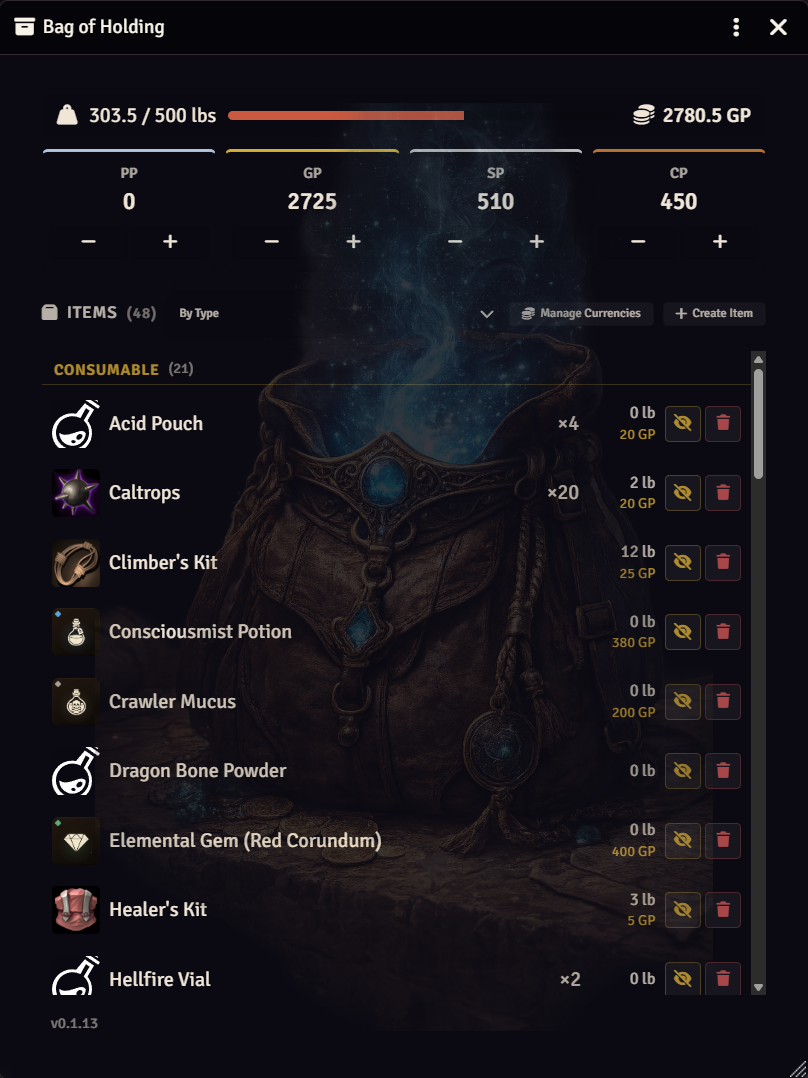 Bag of Holding
303.5 / 500 lbs 2780.5 GP
PP GP SP CP
0 2725 510 450
− + − + − + − +
ITEMS (48) By Type Manage Currencies + Create Item
CONSUMABLE (21)
Acid Pouch ×4 0 lb
20 GP
Caltrops ×20 2 lb
20 GP
Climber's Kit 12 lb
25 GP
Consciousmist Potion 0 lb
380 GP
Crawler Mucus 0 lb
200 GP
Dragon Bone Powder 0 lb
Elemental Gem (Red Corundum) 0 lb
400 GP
Healer's Kit 3 lb
5 GP
Hellfire Vial ×2 0 lb
v0.1.13